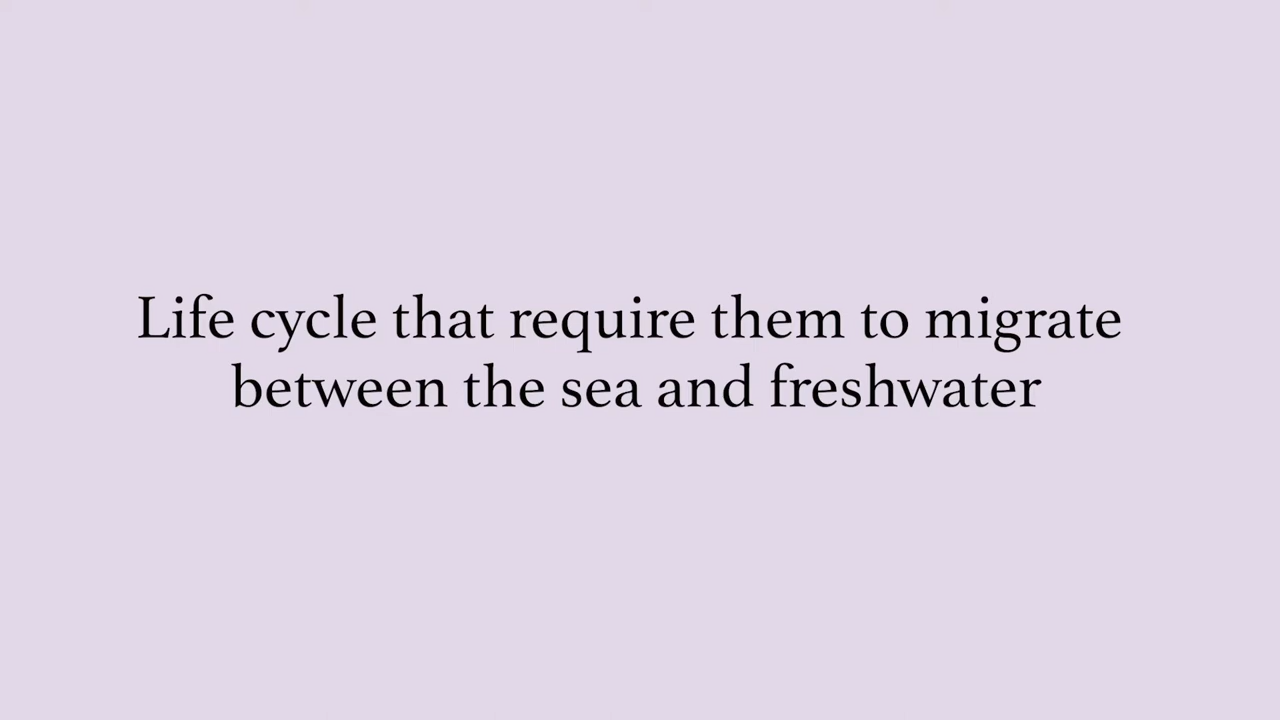 Life cycle that require them to migrate
between the sea and freshwater